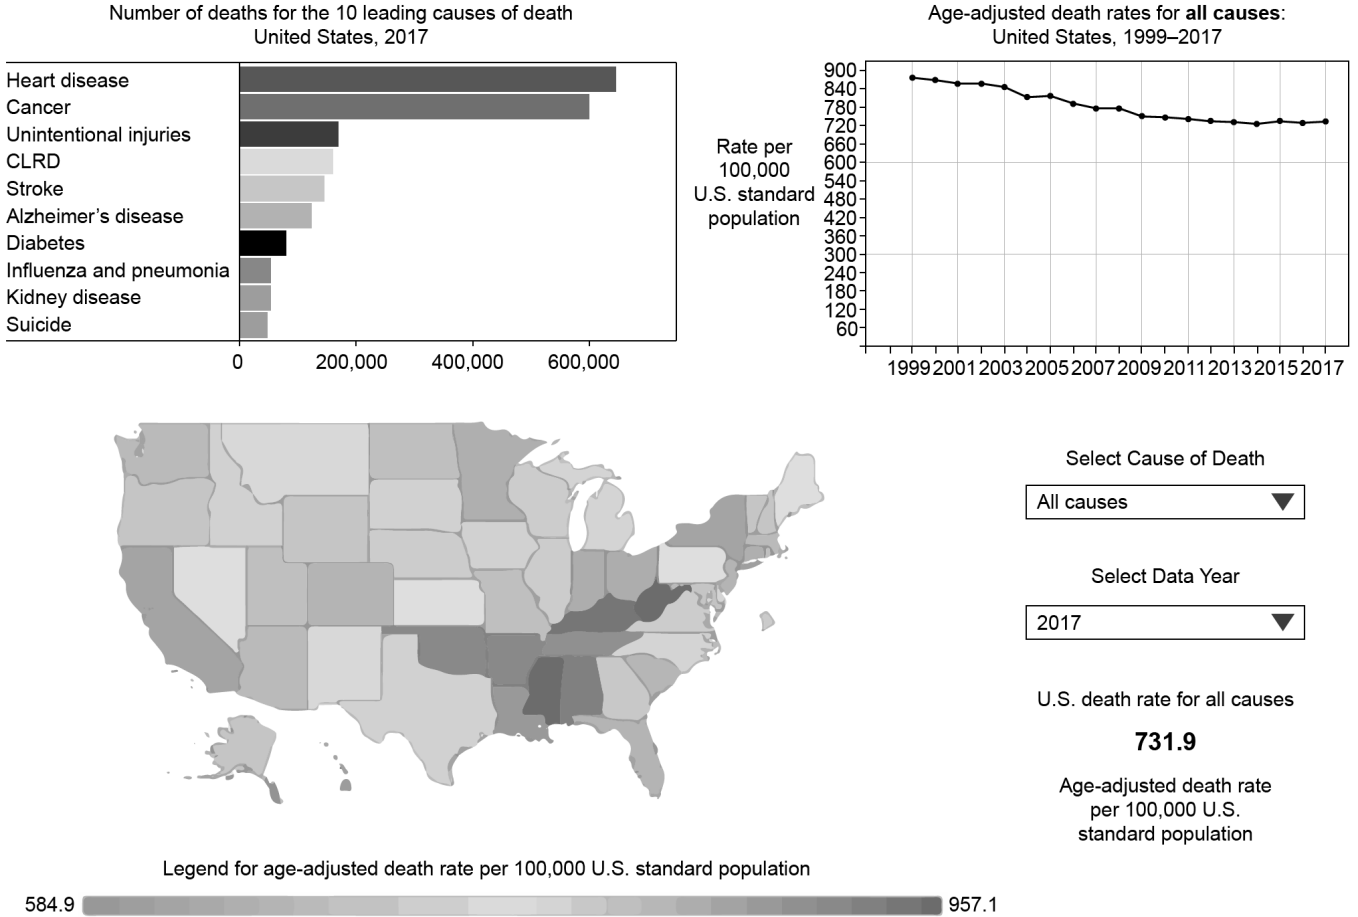 Number of deaths for the 10 leading causes of death
United States, 2017
Heart disease
Cancer
Unintentional injuries
CLRD
Stroke
Alzheimer’s disease
Diabetes
Influenza and pneumonia
Kidney disease
Suicide
0
200,000
400,000
600,000
Age-adjusted death rates for all causes:
United States, 1999–2017
Rate per
100,000
U.S. standard
population
900
840
780
720
660
600
540
480
420
360
300
240
180
120
60
1999 2001 2003 2005 2007 2009 2011 2013 2015 2017
Select Cause of Death
All causes
Select Data Year
2017
U.S. death rate for all causes
731.9
Age-adjusted death rate
per 100,000 U.S.
standard population
Legend for age-adjusted death rate per 100,000 U.S. standard population
584.9
957.1